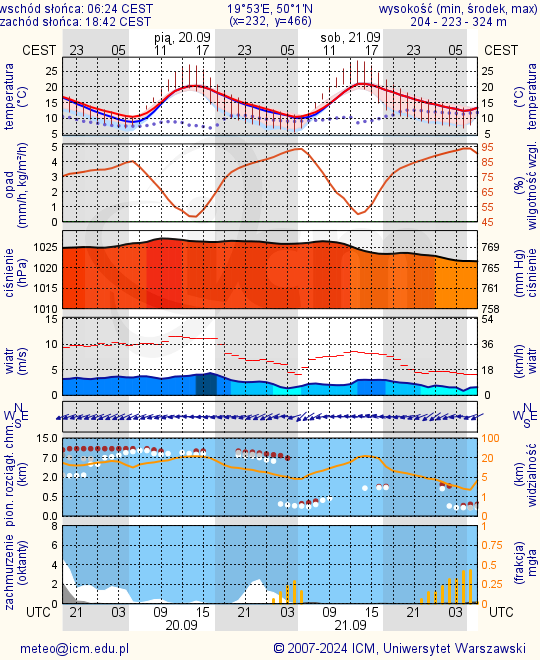 wschód słońca: 06:24 CEST 19°53'E, 50°1'N wysokość (min, środek, max)
zachód słońca: 18:42 CEST (x=232, y=466) 204 - 223 - 324 m
pią, 20.09 sob, 21.09
CEST 23 05 11 17 23 05 11 17 23 05 CEST
temperatura (°C)
25 20 15 10 5
25 20 15 10 5
(°C) temperatura
opad (mm/h, kg/m²/h)
5 4 3 2 1 0
95 85 75 65 55 45
(%) wilgotność wzgl.
ciśnienie (hPa)
1025 1020 1015 1010
769 765 761 758
(mm Hg) ciśnienie
wiatr (m/s)
15 10 5 0
54 36 18 0
(km/h) wiatr
N W E S
N W E S
pion. rozciągł. chm. (km)
15.0 7.0 2.0 0.5 0.0
100 20 5 1 0
(km) widzialność
zachmurzenie (oktanty)
8 6 4 2 0
1 0.75 0.5 0.25 0
(frakcja) mgła
UTC 21 03 09 15 21 03 09 15 21 03 UTC
20.09 21.09
meteo@icm.edu.pl © 2007-2024 ICM, Uniwersytet Warszawski